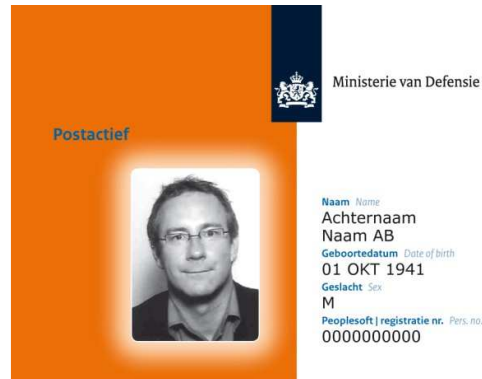 Ministerie van Defensie
Postactief
Naam Name
Achternaam
Naam AB
Geboortedatum Date of birth
01 OKT 1941
Geslacht Sex
M
Peoplesoft | registratie nr. Pers. no.
0000000000